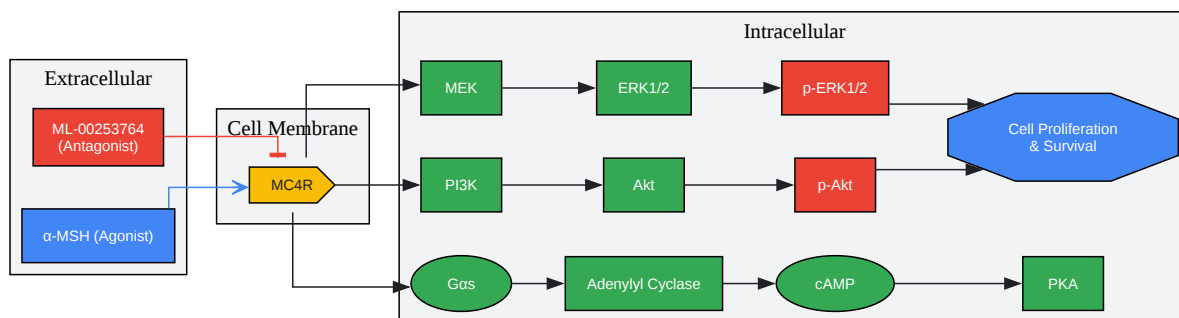 Extracellular
ML-00253764
(Antagonist)
α-MSH (Agonist)
Cell Membrane
MC4R
Intracellular
MEK
ERK1/2
p-ERK1/2
PI3K
Akt
p-Akt
Cell Proliferation
& Survival
Gαs
Adenylyl Cyclase
cAMP
PKA